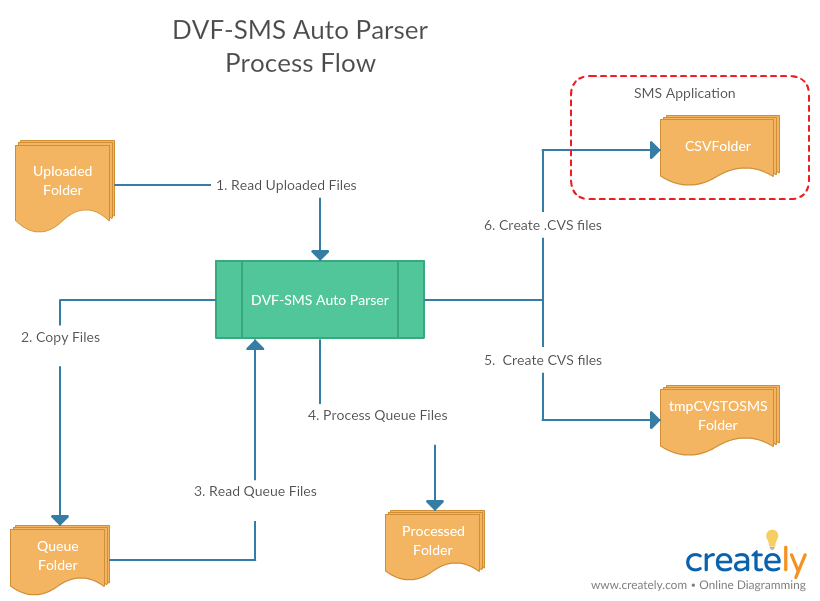 DVF-SMS Auto Parser
Process Flow
SMS Application
CSVFolder
Uploaded
Folder
1. Read Uploaded Files
6. Create .CVS files
DVF-SMS Auto Parser
2. Copy Files
5.  Create CVS files
4. Process Queue Files
tmpCVSTOSMS
Folder
3. Read Queue Files
Processed
Folder
Queue
Folder
creately
www.creately.com • Online Diagramming